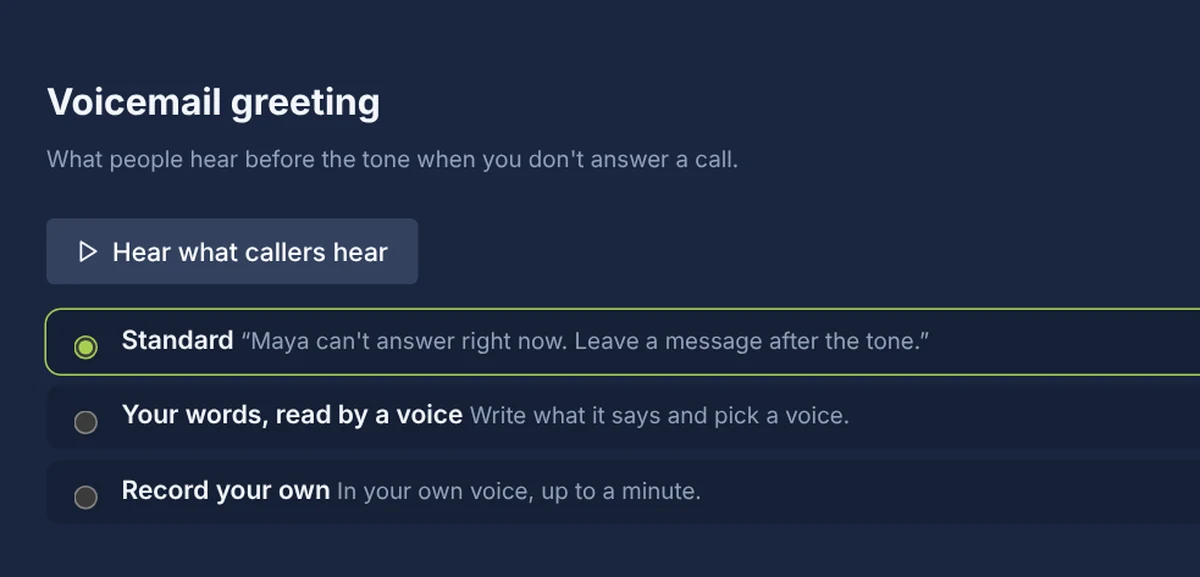 Voicemail greeting
What people hear before the tone when you don't answer a call.
Hear what callers hear
Standard “Maya can't answer right now. Leave a message after the tone.”
Your words, read by a voice Write what it says and pick a voice.
Record your own In your own voice, up to a minute.